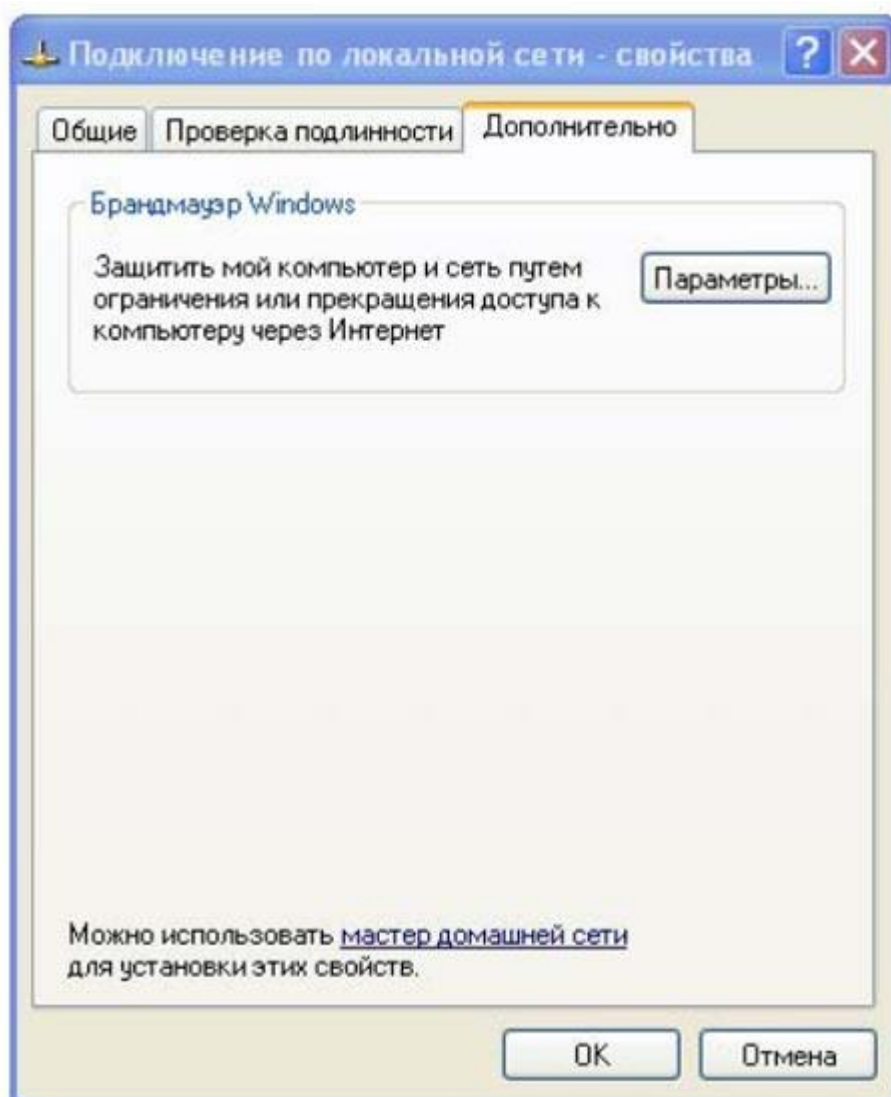 Подключение по локальной сети - свойства
Общие Проверка подлинности Дополнительно
Брандмауэр Windows
Защитить мой компьютер и сеть путем
ограничения или прекращения доступа к
компьютеру через Интернет
Параметры...
Можно использовать мастер домашней сети
для установки этих свойств.
ОК Отмена